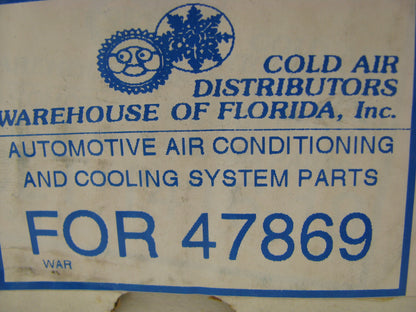 COLD AIR
DISTRIBUTORS
WAREHOUSE OF FLORIDA, Inc.
AUTOMOTIVE AIR CONDITIONING
AND COOLING SYSTEM PARTS
FOR 47869
WAR